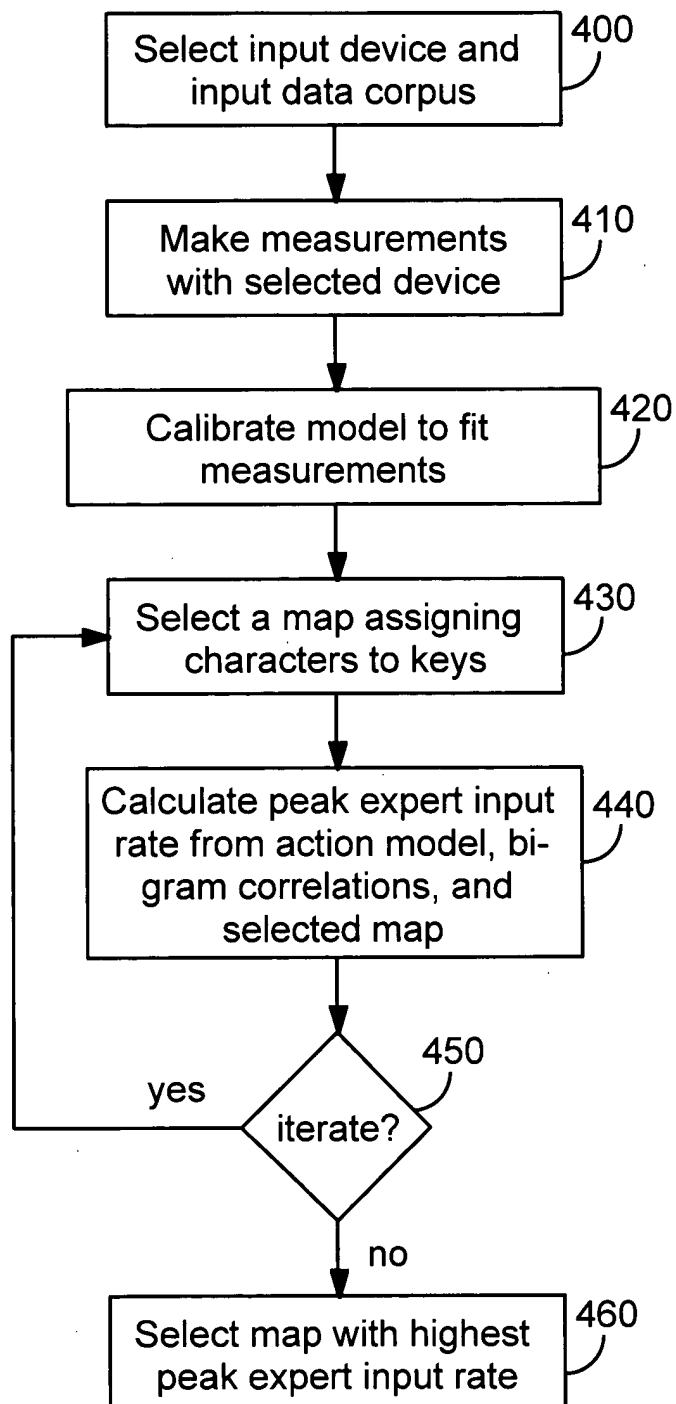 400
Select input device and
input data corpus
410
Make measurements
with selected device
420
Calibrate model to fit
measurements
430
Select a map assigning
characters to keys
440
Calculate peak expert input
rate from action model, bi-
gram correlations, and
selected map
450
yes
iterate?
no
460
Select map with highest
peak expert input rate